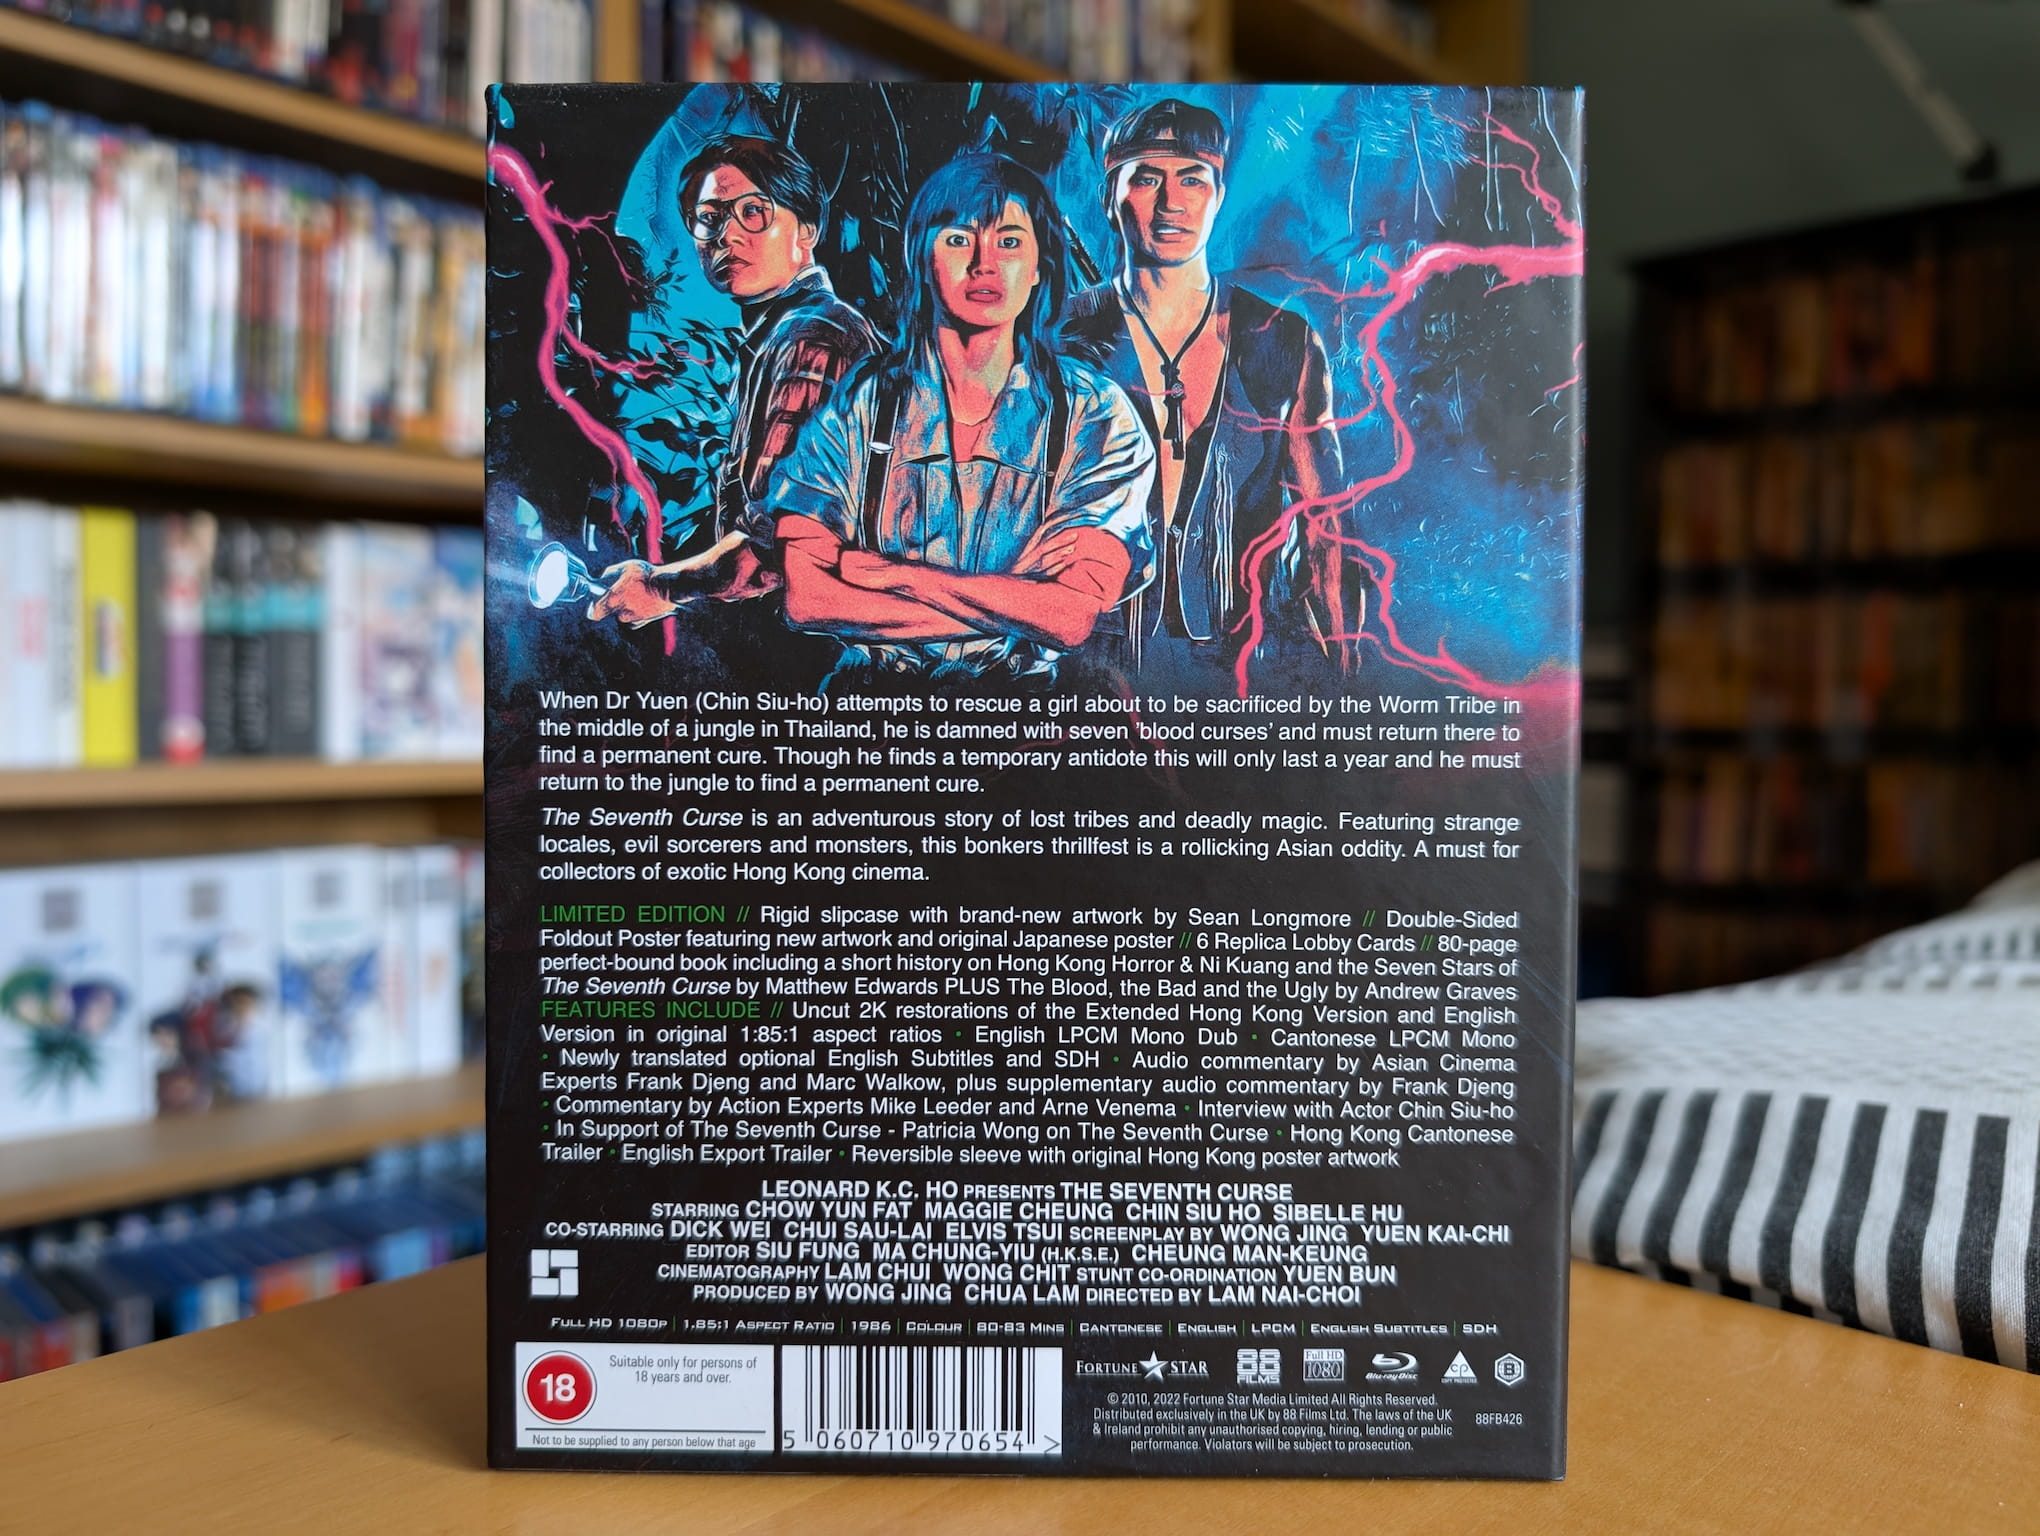 When Dr Yuen (Chin Siu-ho) attempts to rescue a girl about to be sacrificed by the Worm Tribe in
the middle of a jungle in Thailand, he is damned with seven 'blood curses' and must return there to
find a permanent cure. Though he finds a temporary antidote this will only last a year and he must
return to the jungle to find a permanent cure.
The Seventh Curse is an adventurous story of lost tribes and deadly magic. Featuring strange
locales, evil sorcerers and monsters, this bonkers thrillfest is a rollicking Asian oddity. A must for
collectors of exotic Hong Kong cinema.
LIMITED EDITION // Rigid slipcase with brand-new artwork by Sean Longmore // Double-Sided
Foldout Poster featuring new artwork and original Japanese poster // 6 Replica Lobby Cards // 80-page
perfect-bound book including a short history on Hong Kong Horror & Ni Kuang and the Seven Stars of
The Seventh Curse by Matthew Edwards PLUS The Blood, the Bad and the Ugly by Andrew Graves
FEATURES INCLUDE // Uncut 2K restorations of the Extended Hong Kong Version and English
Version in original 1:85:1 aspect ratios • English LPCM Mono Dub • Cantonese LPCM Mono
• Newly translated optional English Subtitles and SDH • Audio commentary by Asian Cinema
Experts Frank Djeng and Marc Walkow, plus supplementary audio commentary by Frank Djeng
• Commentary by Action Experts Mike Leeder and Arne Venema • Interview with Actor Chin Siu-ho
• In Support of The Seventh Curse - Patricia Wong on The Seventh Curse • Hong Kong Cantonese
Trailer • English Export Trailer • Reversible sleeve with original Hong Kong poster artwork
LEONARD K.C. HO PRESENTS THE SEVENTH CURSE
STARRING CHOW YUN FAT MAGGIE CHEUNG CHIN SIU HO SIBELLE HU
CO-STARRING DICK WEI CHUI SAU-LAI ELVIS TSUI SCREENPLAY BY WONG JING YUEN KAI-CHI
EDITOR SIU FUNG MA CHUNG-YIU (H.K.S.E.) CHEUNG MAN-KEUNG
CINEMATOGRAPHY LAM CHUI WONG CHIT STUNT CO-ORDINATION YUEN BUN
PRODUCED BY WONG JING CHUA LAM DIRECTED BY LAM NAI-CHOI
FULL HD 1080P | 1.85:1 ASPECT RATIO | 1986 | COLOUR | 80-83 MINS | CANTONESE | ENGLISH | LPCM | ENGLISH SUBTITLES | SDH
18
Suitable only for persons of
18 years and over.
Not to be supplied to any person below that age
5 060710 970654 >
FORTUNE STAR
88 FILMS
Full HD 1080
Blu-ray Disc
CP
COPY PROTECTED
B
© 2010, 2022 Fortune Star Media Limited All Rights Reserved.
Distributed exclusively in the UK by 88 Films Ltd. The laws of the UK
& Ireland prohibit any unauthorised copying, hiring, lending or public
performance. Violators will be subject to prosecution.
88FB426